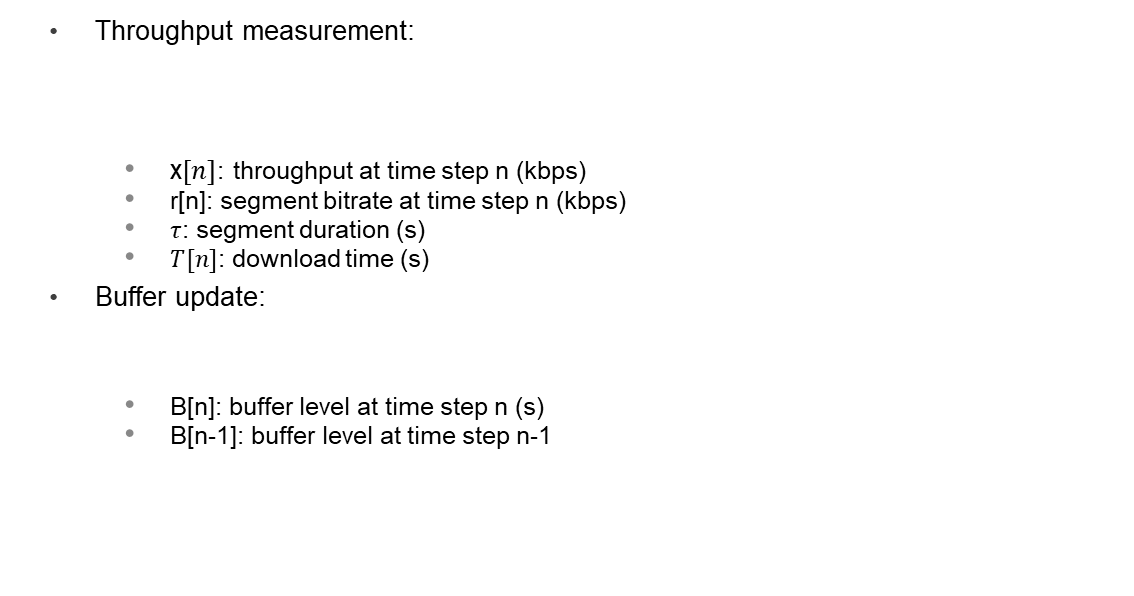 • Throughput measurement:
• x[𝑛]: throughput at time step n (kbps)
• r[n]: segment bitrate at time step n (kbps)
• 𝜏: segment duration (s)
• 𝑇[𝑛]: download time (s)
• Buffer update:
• B[n]: buffer level at time step n (s)
• B[n-1]: buffer level at time step n-1